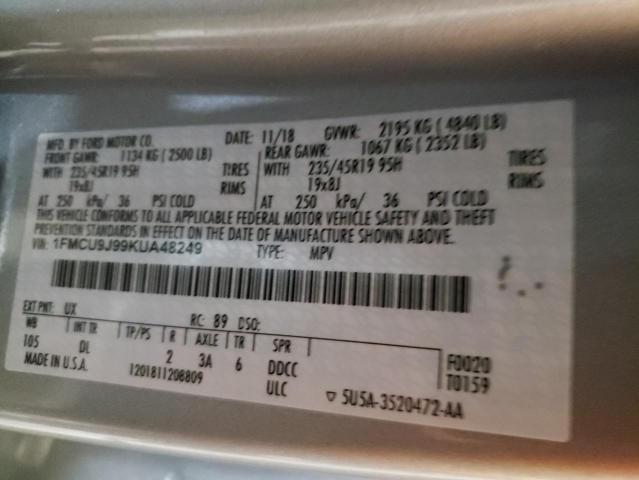 MFD. BY FORD MOTOR CO. DATE: 11/18 GVWR: 2195 KG ( 4840 LB)
FRONT GAWR: 1134 KG ( 2500 LB) REAR GAWR: 1067 KG ( 2352 LB)
WITH 235/45R19 95H TIRES WITH 235/45R19 95H TIRES
19x8J RIMS 19x8J RIMS
AT 250 kPa/ 36 PSI COLD AT 250 kPa/ 36 PSI COLD
THIS VEHICLE CONFORMS TO ALL APPLICABLE FEDERAL MOTOR VEHICLE SAFETY AND THEFT
PREVENTION STANDARDS IN EFFECT ON THE DATE OF MANUFACTURE SHOWN ABOVE.
VIN: 1FMCU9J99KUA48249 TYPE: MPV
EXT PNT: UX RC: 89 DSO:
WB INT TR TP/PS R AXLE TR SPR
105 DL 2 3A 6 DDCC F0020
MADE IN U.S.A. 1201811208809 ULC T0159
5U5A-3520472-AA